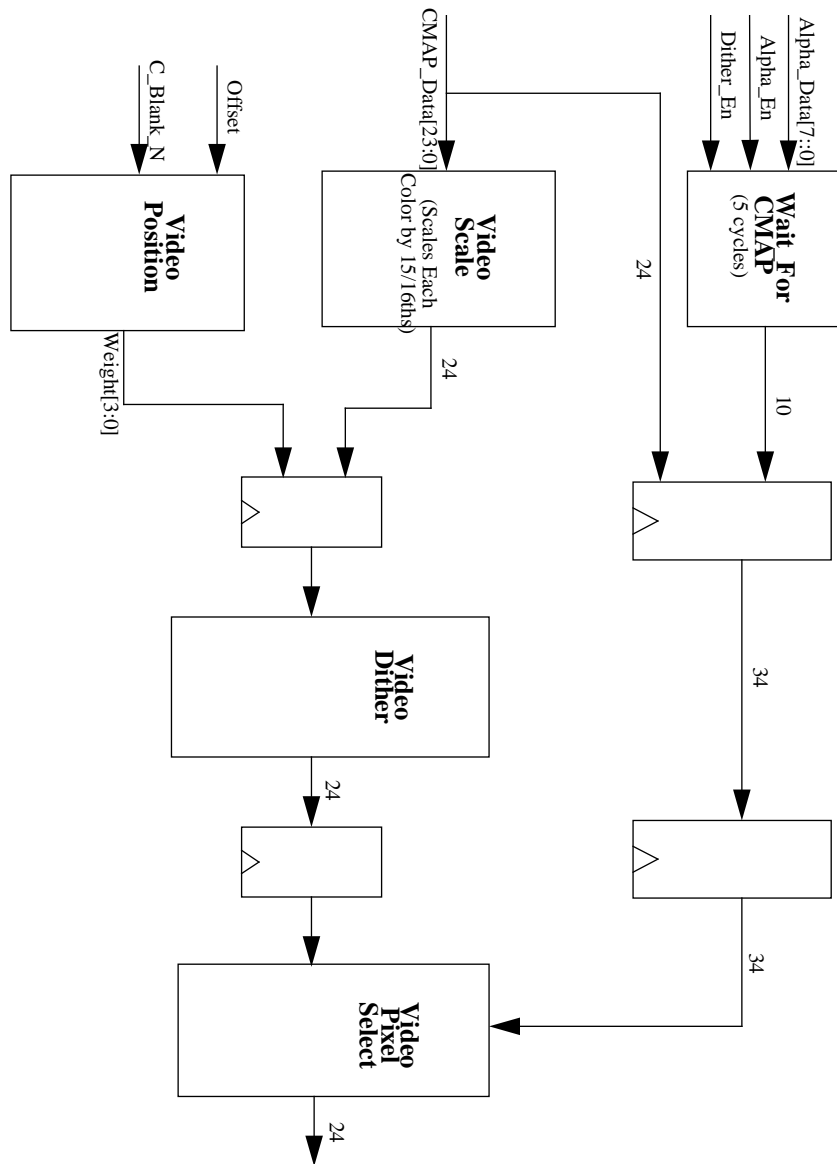 Alpha_Data[7::0]
Alpha_En
Dither_En
Wait_For
CMAP
(5 cycles)
10
24
34
34
CMAP_Data[23:0]
Video
Scale
(Scales Each
Color by 15/16ths)
24
Offset
C_Blank_N
Video
Position
Weight[3:0]
Video
Dither
24
Video
Pixel
Select
24